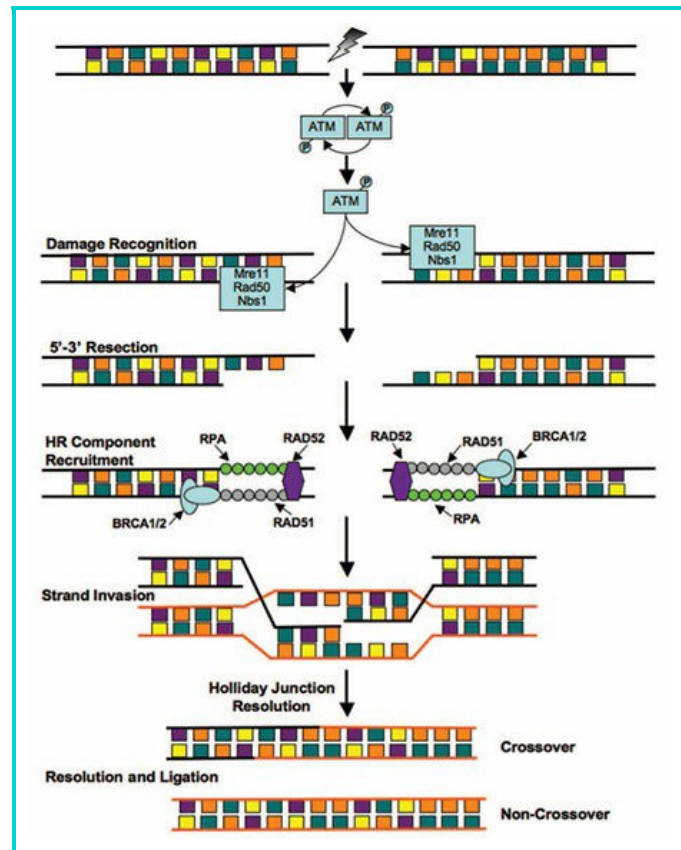 P
ATM ATM
P
P
ATM
Damage Recognition
Mre11
Rad50
Nbs1
Mre11
Rad50
Nbs1
5'-3' Resection
HR Component
Recruitment
RPA
RAD52
BRCA1/2
RAD51
RAD52
RAD51
BRCA1/2
RPA
Strand Invasion
Holliday Junction
Resolution
Crossover
Resolution and Ligation
Non-Crossover